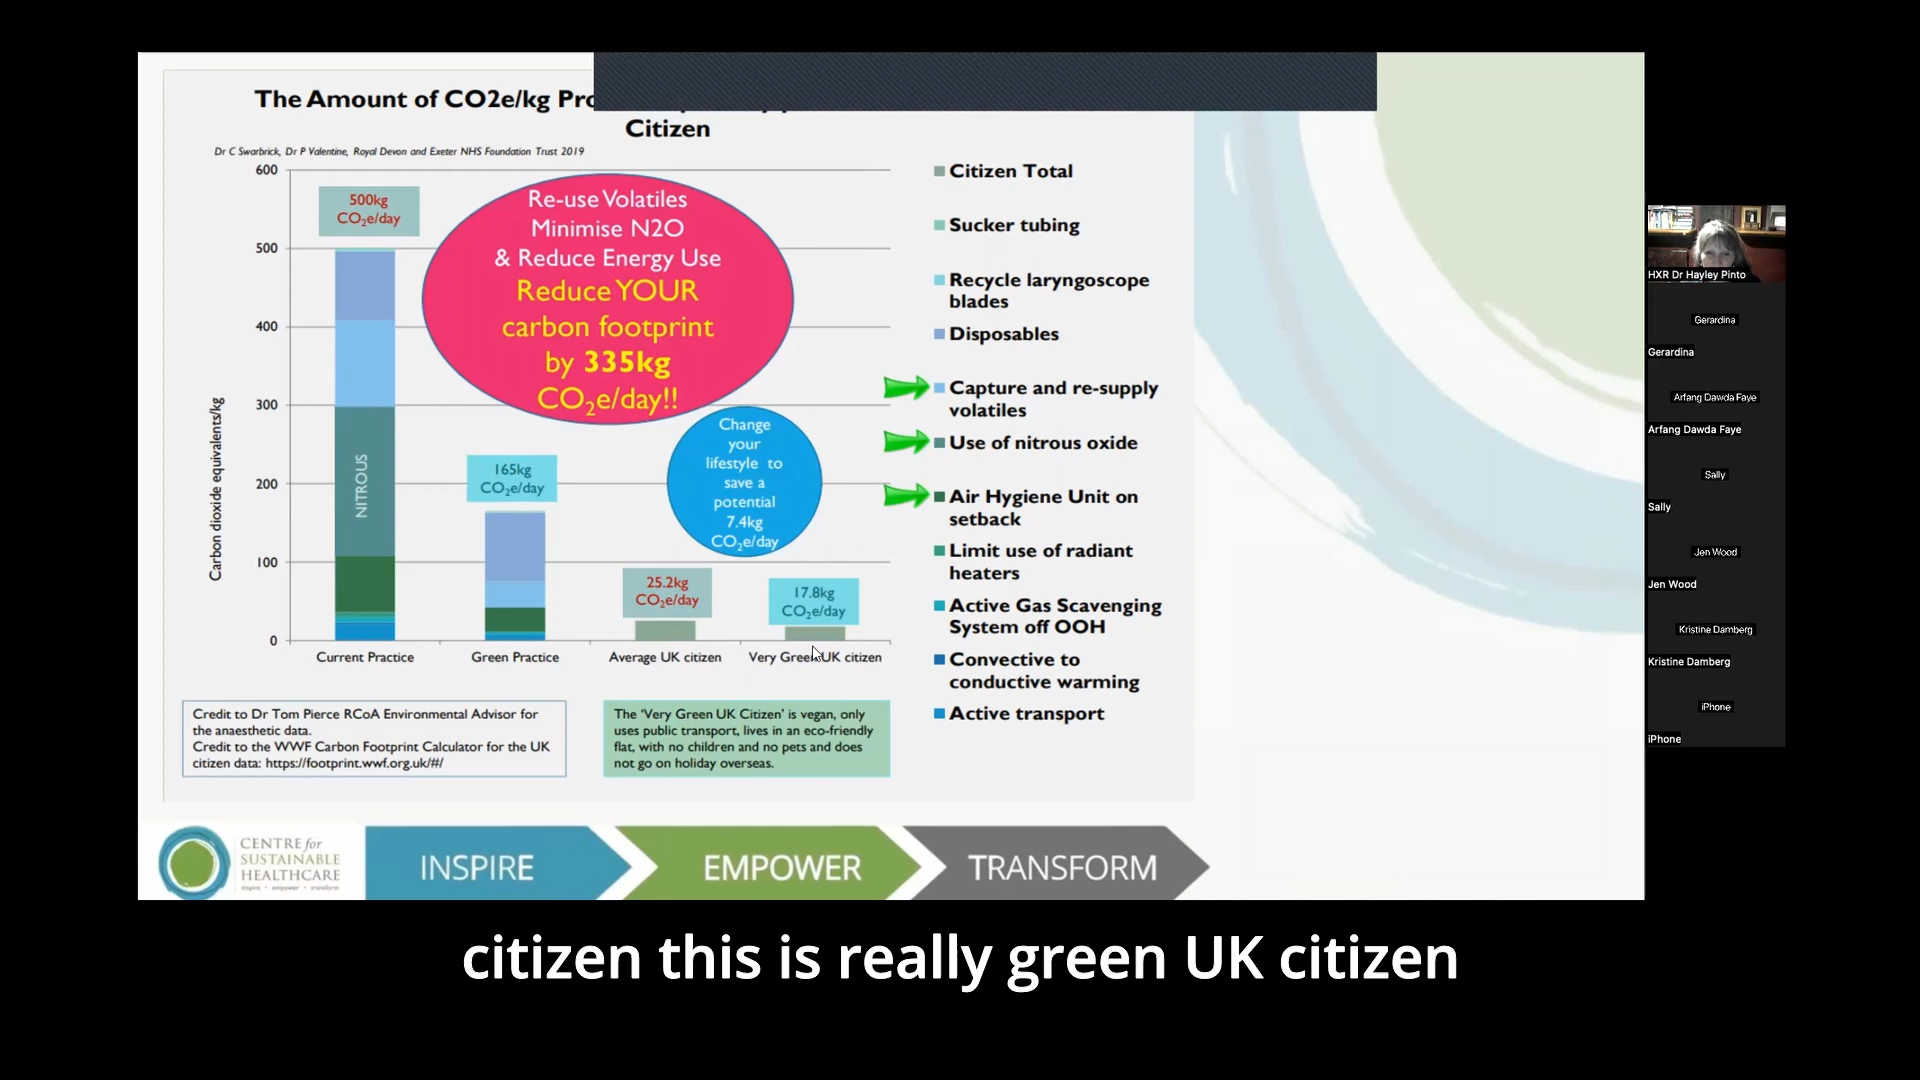 The Amount of CO2e/kg
Citizen
Dr C Swarbrick, Dr P Valentine, Royal Devon and Exeter NHS Foundation Trust 2019
600
500
400
300
200
100
0
Carbon dioxide equivalents/kg
500kg
CO₂e/day
NITROUS
165kg
CO₂e/day
25.2kg
CO₂e/day
17.8kg
CO₂e/day
Current Practice
Green Practice
Average UK citizen
Very Green UK citizen
Re-use Volatiles
Minimise N2O
& Reduce Energy Use
Reduce YOUR
carbon footprint
by 335kg
CO₂e/day!!
Change
your
lifestyle to
save a
potential
7.4kg
CO₂e/day
Citizen Total
Sucker tubing
Recycle laryngoscope
blades
Disposables
Capture and re-supply
volatiles
Use of nitrous oxide
Air Hygiene Unit on
setback
Limit use of radiant
heaters
Active Gas Scavenging
System off OOH
Convective to
conductive warming
Active transport
Credit to Dr Tom Pierce RCoA Environmental Advisor for
the anaesthetic data.
Credit to the WWF Carbon Footprint Calculator for the UK
citizen data: https://footprint.wwf.org.uk/#/
The ‘Very Green UK Citizen’ is vegan, only
uses public transport, lives in an eco-friendly
flat, with no children and no pets and does
not go on holiday overseas.
CENTRE for
SUSTAINABLE
HEALTHCARE
inspire • empower • transform
INSPIRE
EMPOWER
TRANSFORM
HXR Dr Hayley Pinto
Gerardina
Gerardina
Arfang Dawda Faye
Arfang Dawda Faye
Sally
Sally
Jen Wood
Jen Wood
Kristine Damberg
Kristine Damberg
iPhone
iPhone
citizen this is really green UK citizen